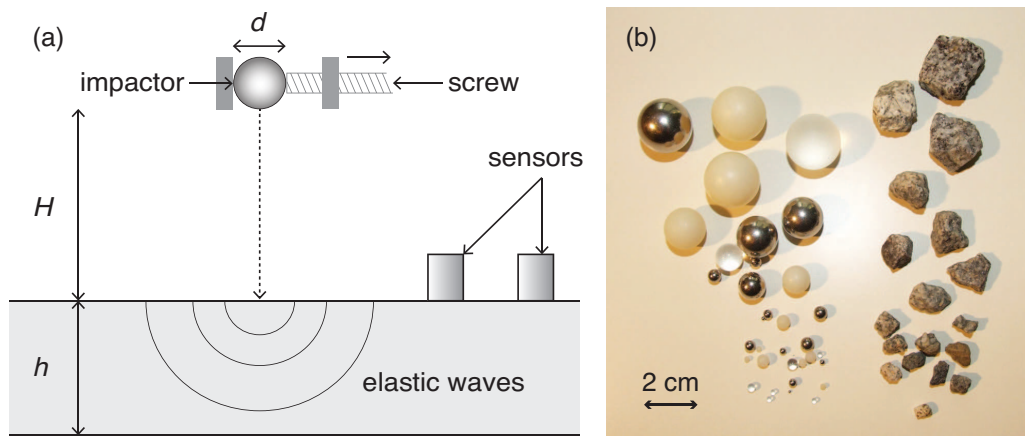 (a)
d
impactor
screw
sensors
H
h
elastic waves
(b)
2 cm